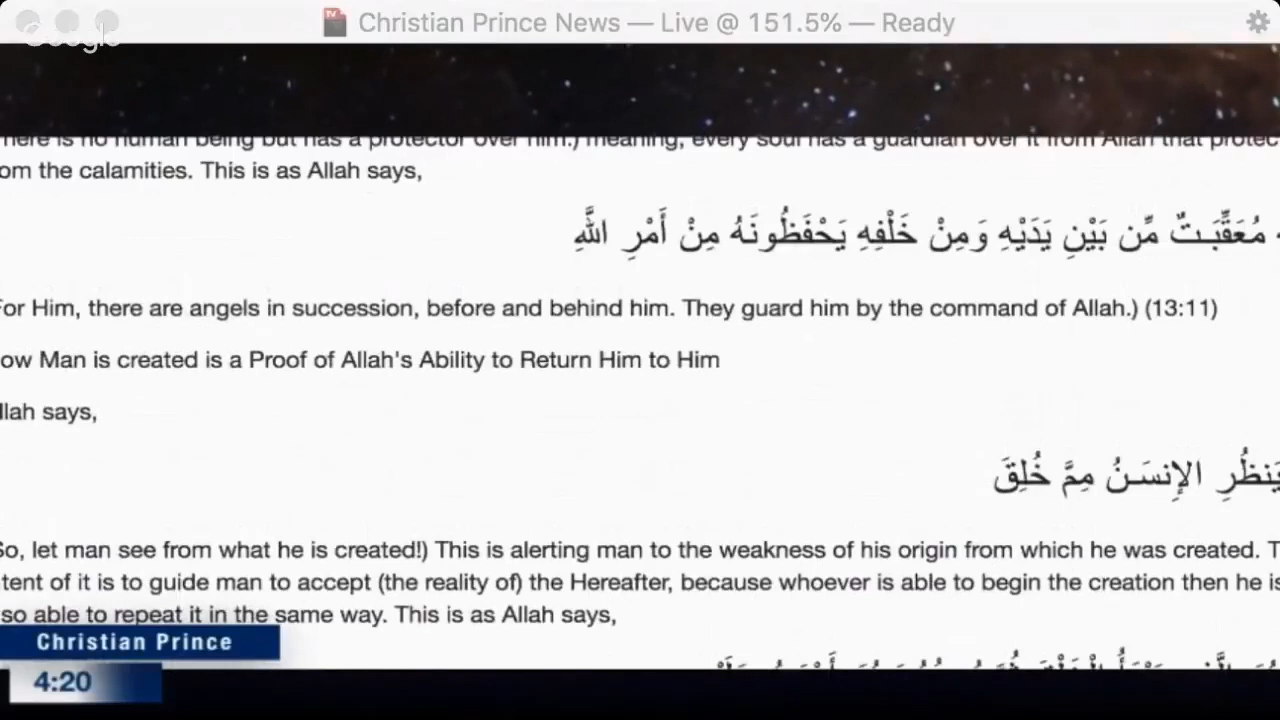 Christian Prince News — Live @ 151.5% — Ready
Google
here is no human being but has a protector over him.) meaning, every soul has a guardian over it from Allah that protec
om the calamities. This is as Allah says,
مُعَقِّبَـتٌ مِّن بَيْنِ يَدَيْهِ وَمِنْ خَلْفِهِ يَحْفَظُونَهُ مِنْ أَمْرِ اللَّهِ
For Him, there are angels in succession, before and behind him. They guard him by the command of Allah.) (13:11)
ow Man is created is a Proof of Allah's Ability to Return Him to Him
llah says,
يَنظُرِ الإِنسَـنُ مِمَّ خُلِقَ
So, let man see from what he is created!) This is alerting man to the weakness of his origin from which he was created. T
tent of it is to guide man to accept (the reality of) the Hereafter, because whoever is able to begin the creation then he is
so able to repeat it in the same way. This is as Allah says,
Christian Prince
4:20